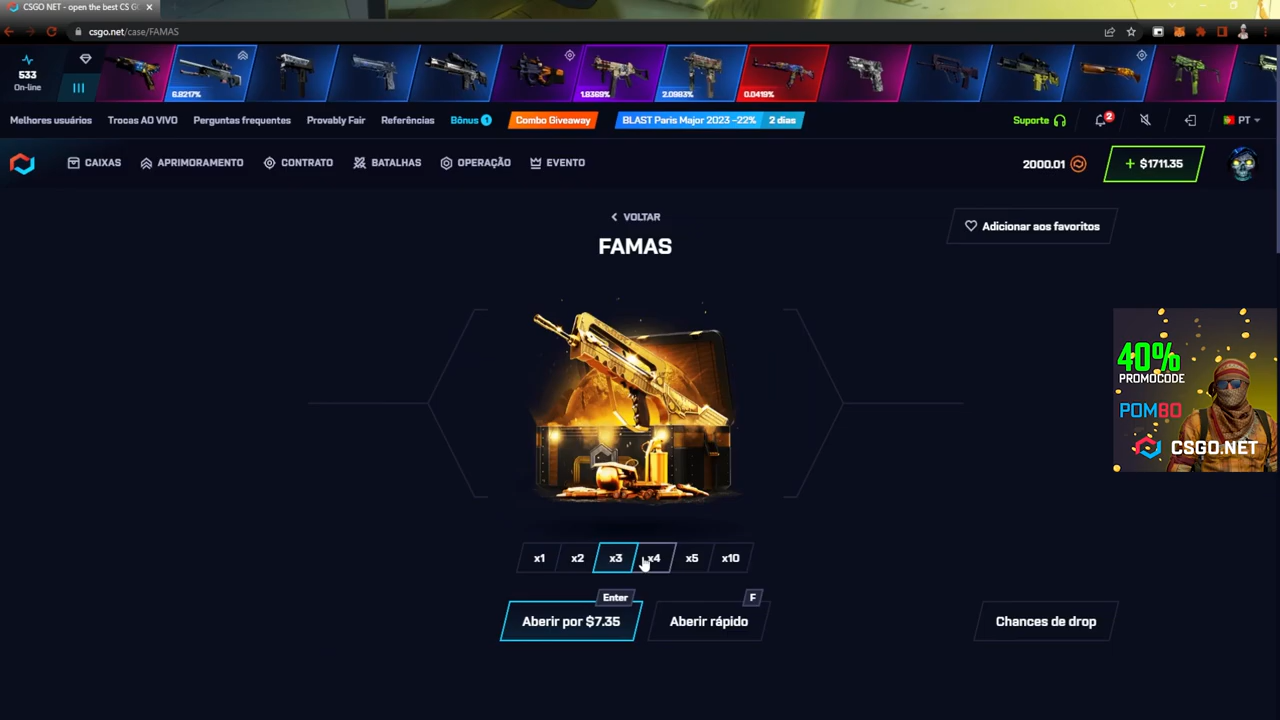 CSGO NET - open the best CS G
csgo.net/case/FAMAS
533
On-line
6.8217%
1.8369%
2.0983%
0.0419%
Melhores usuários Trocas AO VIVO Perguntas frequentes Provably Fair Referências Bônus 1 Combo Giveaway BLAST Paris Major 2023 –22% 2 dias Suporte 2 PT
CAIXAS APRIMORAMENTO CONTRATO BATALHAS OPERAÇÃO EVENTO 2000.01 + $1711.35
VOLTAR
FAMAS
Adicionar aos favoritos
40%
PROMOCODE
POM80
CSGO.NET
x1 x2 x3 x4 x5 x10
Enter F
Aberir por $7.35 Aberir rápido Chances de drop